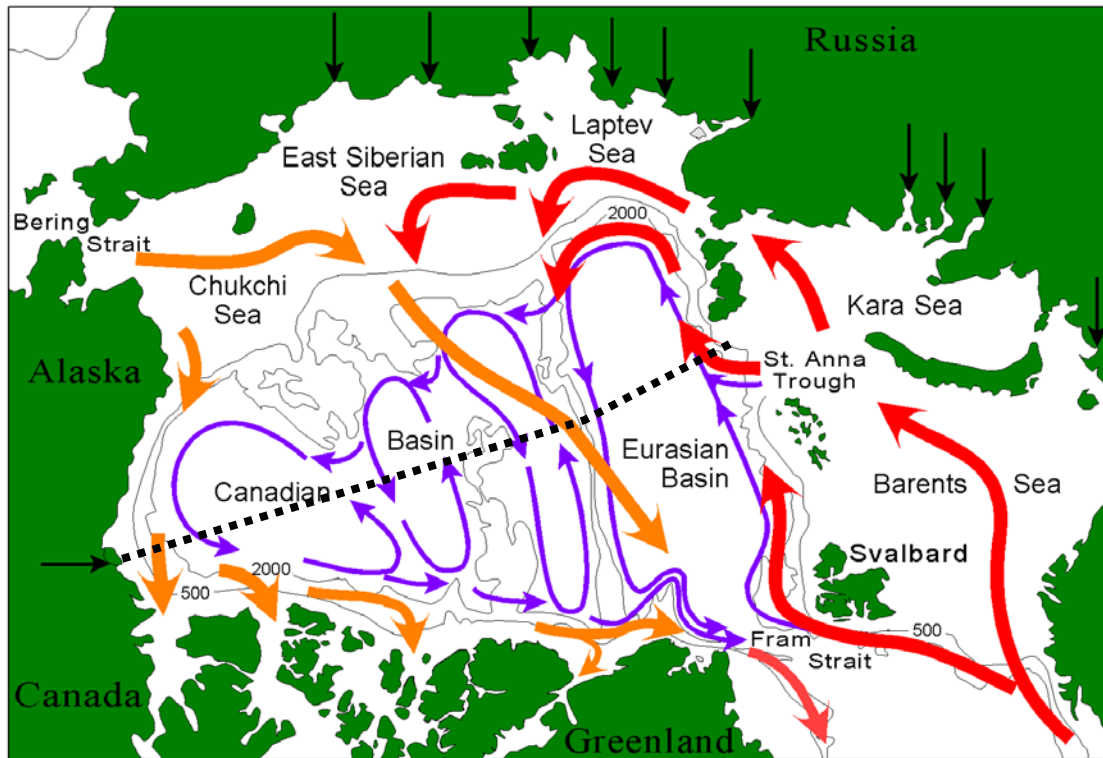 Russia
Laptev
Sea
East Siberian
Sea
2000
Bering
Strait
Chukchi
Sea
Kara Sea
Alaska
St. Anna
Trough
Basin
Eurasian
Basin
Canadian
Barents Sea
Svalbard
2000
500
500
Fram
Strait
Canada
Greenland